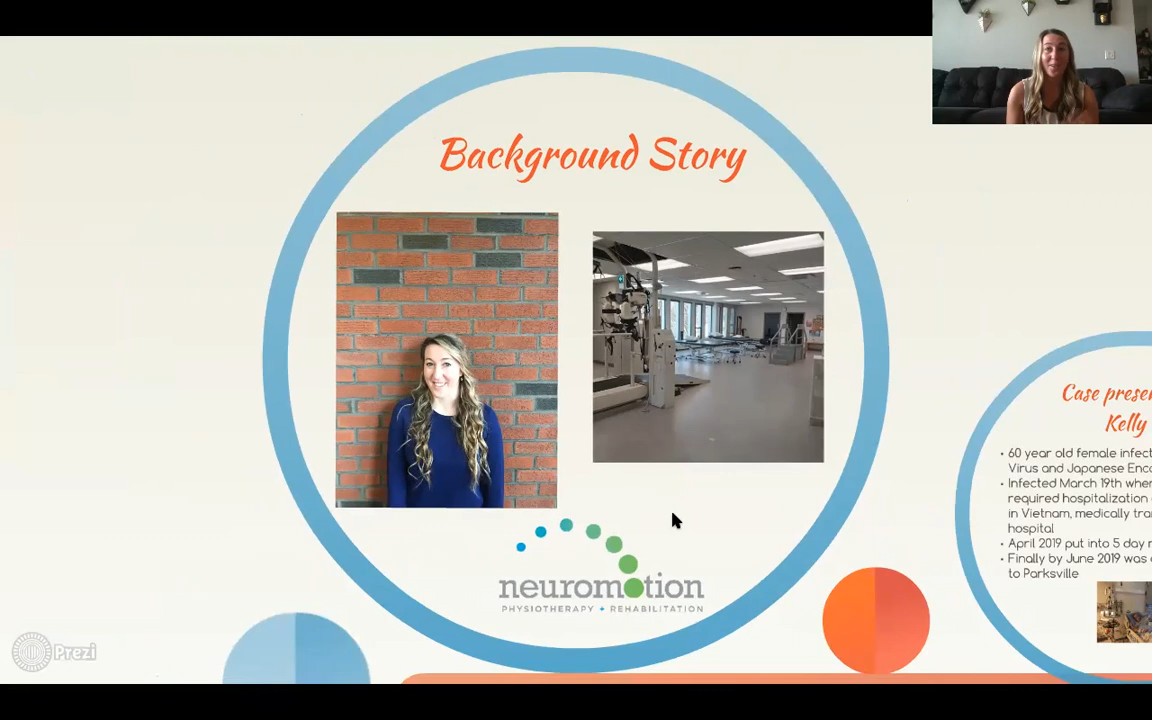 Background Story
neuromotion
PHYSIOTHERAPY + REHABILITATION
Prezi
Case presen
Kelly
• 60 year old female infect
Virus and Japanese Ence
• Infected March 19th when
required hospitalization
in Vietnam, medically tra
hospital
• April 2019 put into 5 day
• Finally by June 2019 was
to Parksville